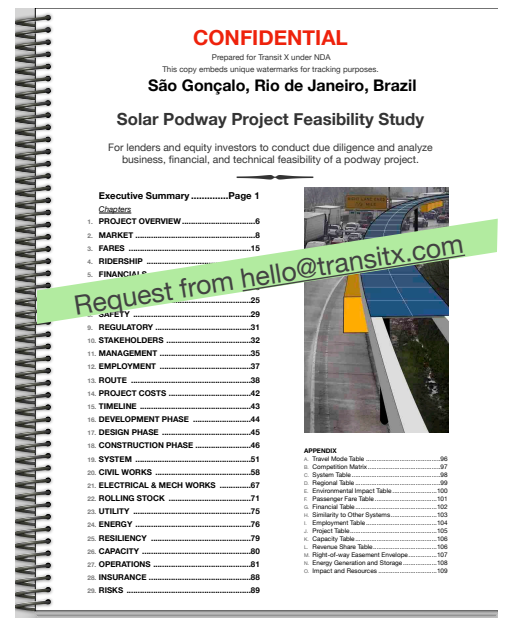 CONFIDENTIAL
Prepared for Transit X under NDA
This copy embeds unique watermarks for tracking purposes.
São Gonçalo, Rio de Janeiro, Brazil
Solar Podway Project Feasibility Study
For lenders and equity investors to conduct due diligence and analyze
business, financial, and technical feasibility of a podway project.
Executive Summary..............Page 1
Chapters
1. PROJECT OVERVIEW..................................6
2. MARKET..................................8
3. FARES..................................15
4. RIDERSHIP
5. FINANCIALS
Request from hello@transitx.com
25
8. SAFETY..................................29
9. REGULATORY..................................31
10. STAKEHOLDERS..................................32
11. MANAGEMENT..................................35
12. EMPLOYMENT..................................37
13. ROUTE..................................38
14. PROJECT COSTS..................................42
15. TIMELINE..................................43
16. DEVELOPMENT PHASE..................................44
17. DESIGN PHASE..................................45
18. CONSTRUCTION PHASE..................................46
19. SYSTEM..................................51
20. CIVIL WORKS..................................58
21. ELECTRICAL & MECH WORKS..................................67
22. ROLLING STOCK..................................71
23. UTILITY..................................75
24. ENERGY..................................76
25. RESILIENCY..................................79
26. CAPACITY..................................80
27. OPERATIONS..................................81
28. INSURANCE..................................88
29. RISKS..................................89
APPENDIX
A. Travel Mode Table..................................96
B. Competition Matrix..................................97
C. System Table..................................98
D. Regional Table..................................99
E. Environmental Impact Table..................................100
F. Passenger Fare Table..................................101
G. Financial Table..................................102
H. Similarity to Other Systems..................................103
I. Employment Table..................................104
J. Project Table..................................105
K. Capacity Table..................................106
L. Revenue Share Table..................................106
M. Right-of-way Easement Envelope..................................107
N. Energy Generation and Storage..................................108
O. Impact and Resources..................................109